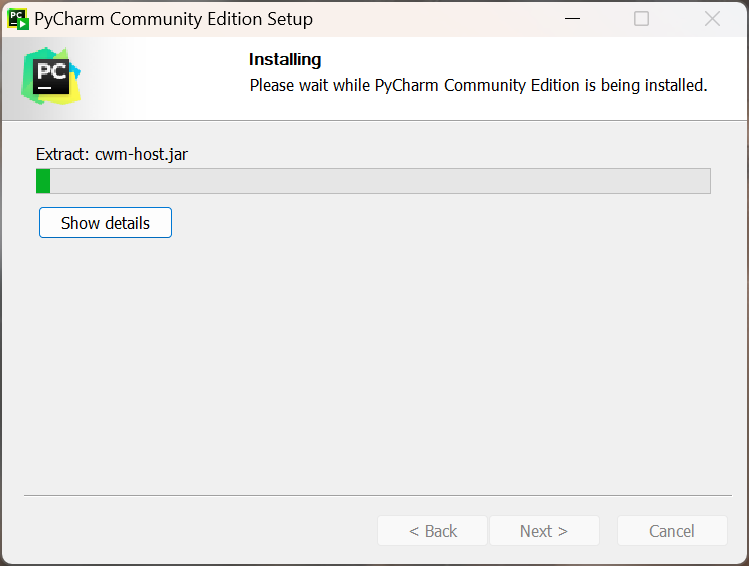 PC PyCharm Community Edition Setup
PC
Installing
Please wait while PyCharm Community Edition is being installed.
Extract: cwm-host.jar
Show details
< Back
Next >
Cancel